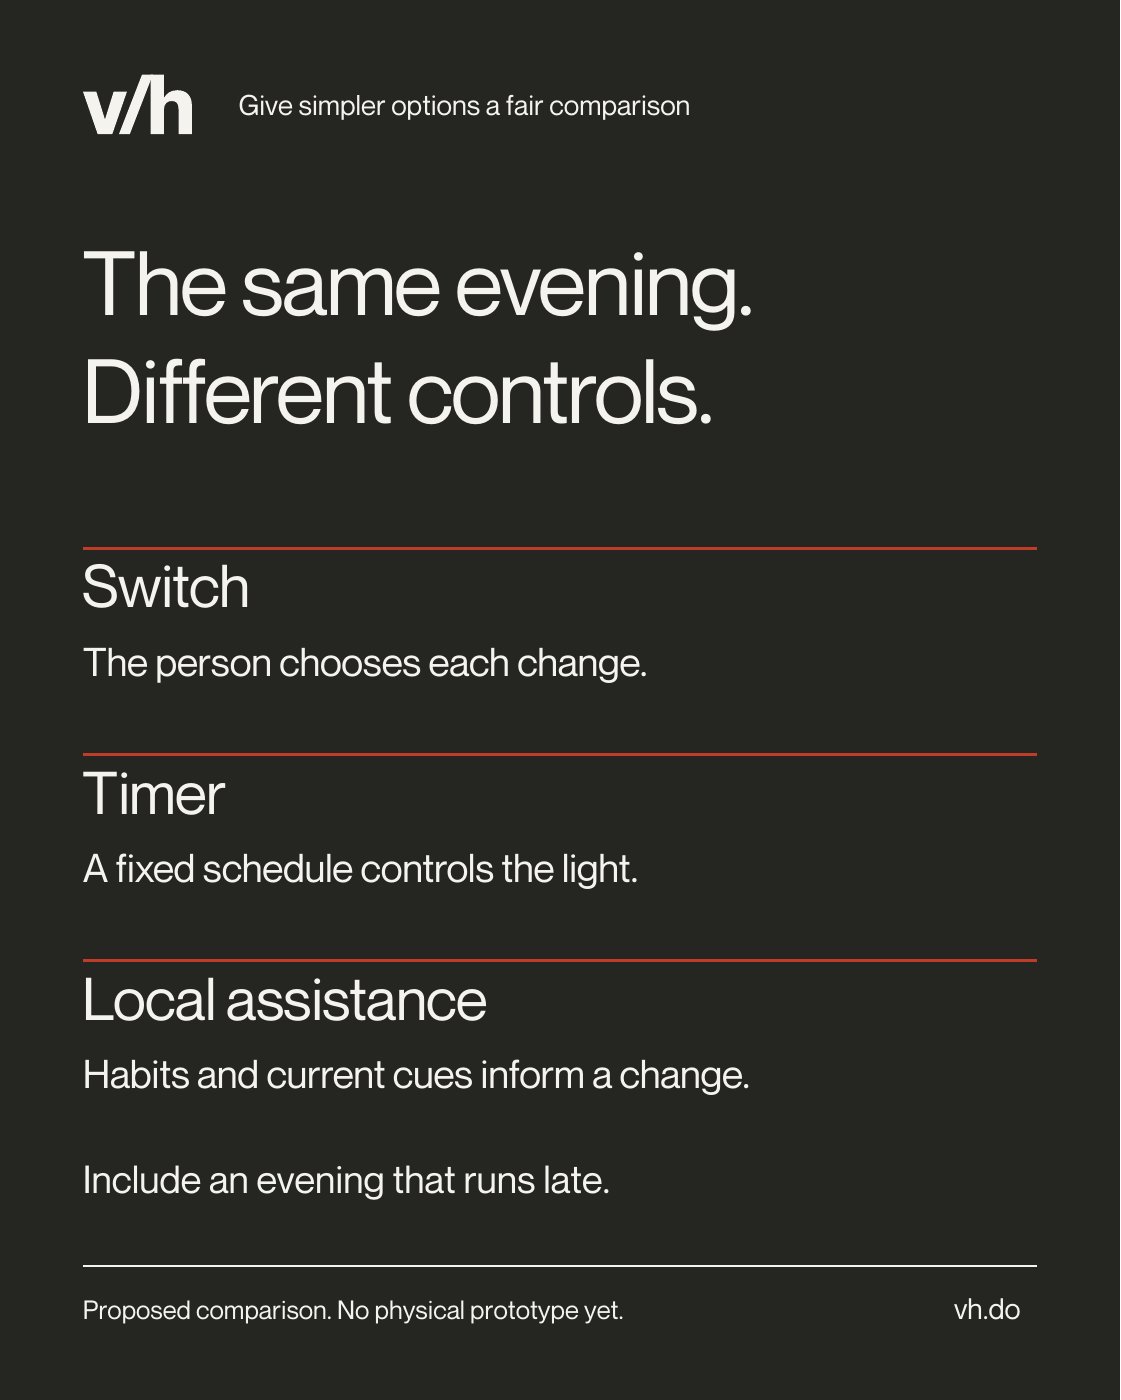 v/h
Give simpler options a fair comparison
The same evening.
Different controls.
Switch
The person chooses each change.
Timer
A fixed schedule controls the light.
Local assistance
Habits and current cues inform a change.
Include an evening that runs late.
Proposed comparison. No physical prototype yet.
vh.do